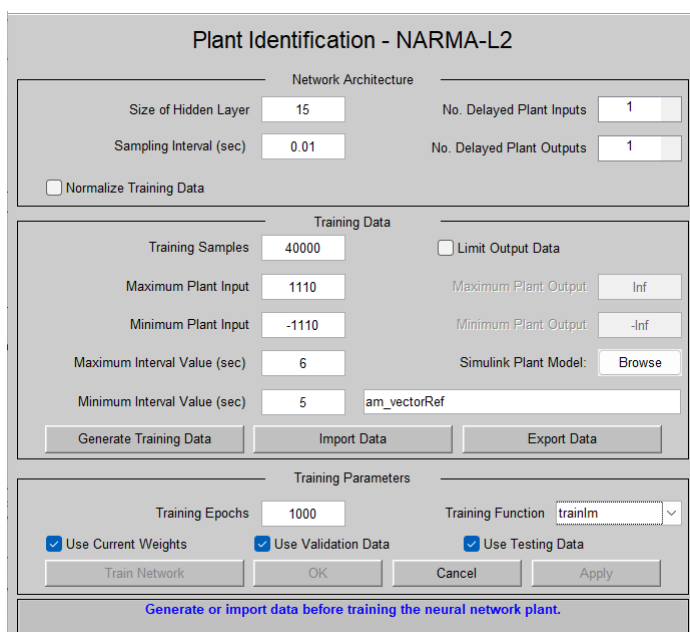 Plant Identification - NARMA-L2
Network Architecture
Size of Hidden Layer 15 No. Delayed Plant Inputs 1
Sampling Interval (sec) 0.01 No. Delayed Plant Outputs 1
Normalize Training Data
Training Data
Training Samples 40000 Limit Output Data
Maximum Plant Input 1110 Maximum Plant Output Inf
Minimum Plant Input -1110 Minimum Plant Output -Inf
Maximum Interval Value (sec) 6 Simulink Plant Model: Browse
Minimum Interval Value (sec) 5 am_vectorRef
Generate Training Data Import Data Export Data
Training Parameters
Training Epochs 1000 Training Function trainlm
Use Current Weights Use Validation Data Use Testing Data
Train Network OK Cancel Apply
Generate or import data before training the neural network plant.